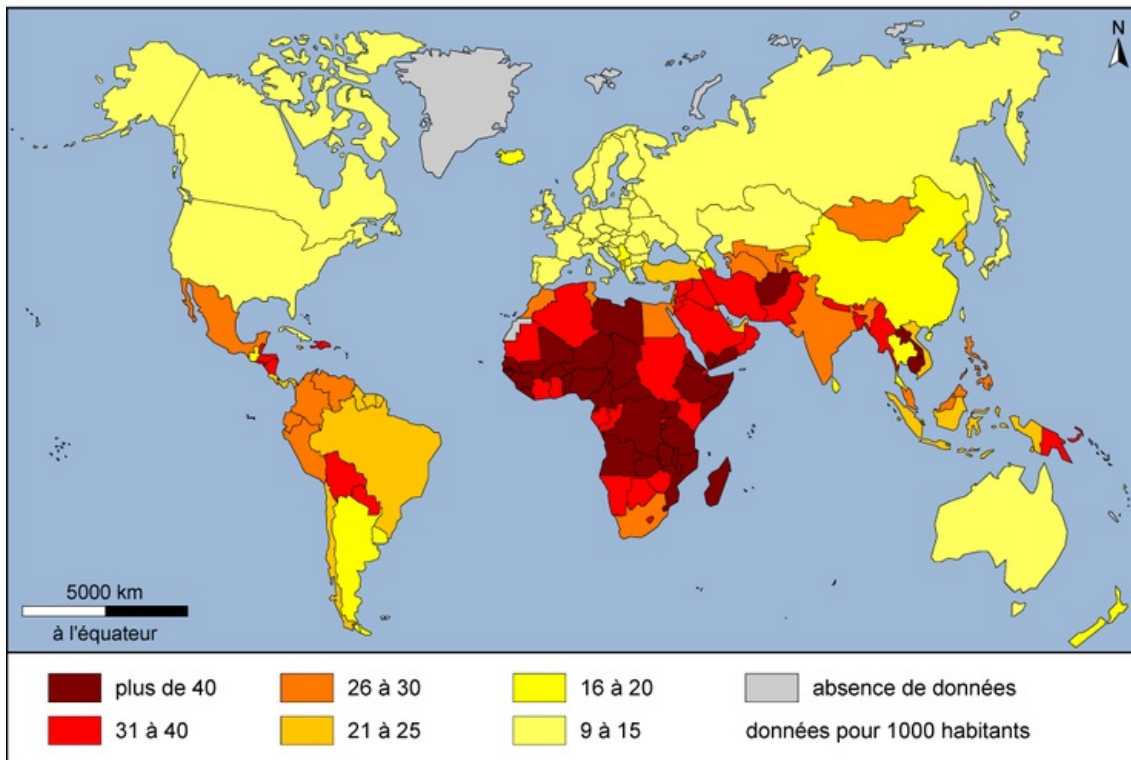 N
5000 km
à l'équateur
plus de 40
26 à 30
16 à 20
absence de données
31 à 40
21 à 25
9 à 15
données pour 1000 habitants